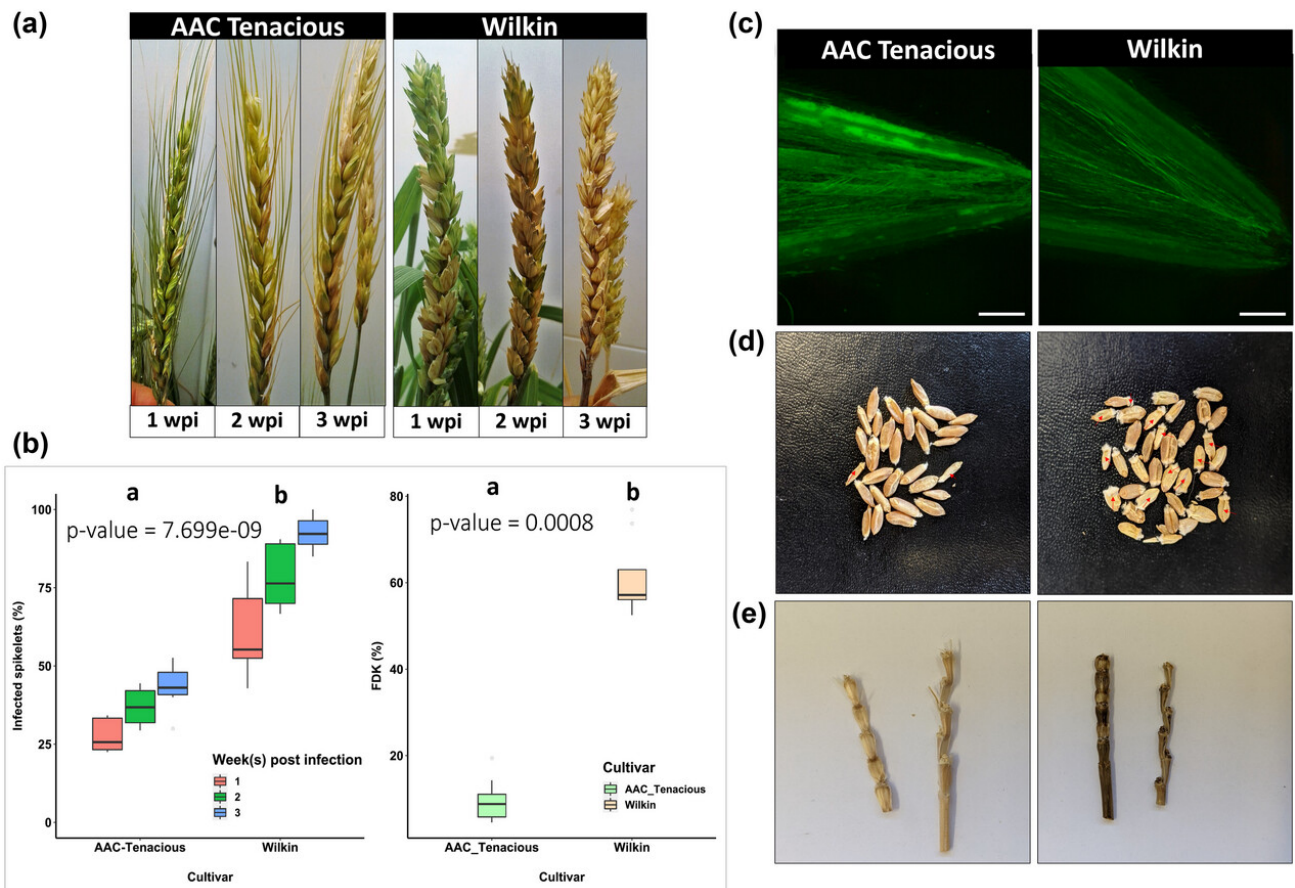 (a)
AAC Tenacious
Wilkin
1 wpi
2 wpi
3 wpi
1 wpi
2 wpi
3 wpi
(b)
a
b
p-value = 7.699e-09
100
75
50
25
0
Infected spikelets (%)
Week(s) post infection
1
2
3
AAC-Tenacious
Wilkin
Cultivar
a
b
p-value = 0.0008
80
60
40
20
FDK (%)
Cultivar
AAC_Tenacious
Wilkin
AAC_Tenacious
Wilkin
Cultivar
(c)
AAC Tenacious
Wilkin
(d)
(e)